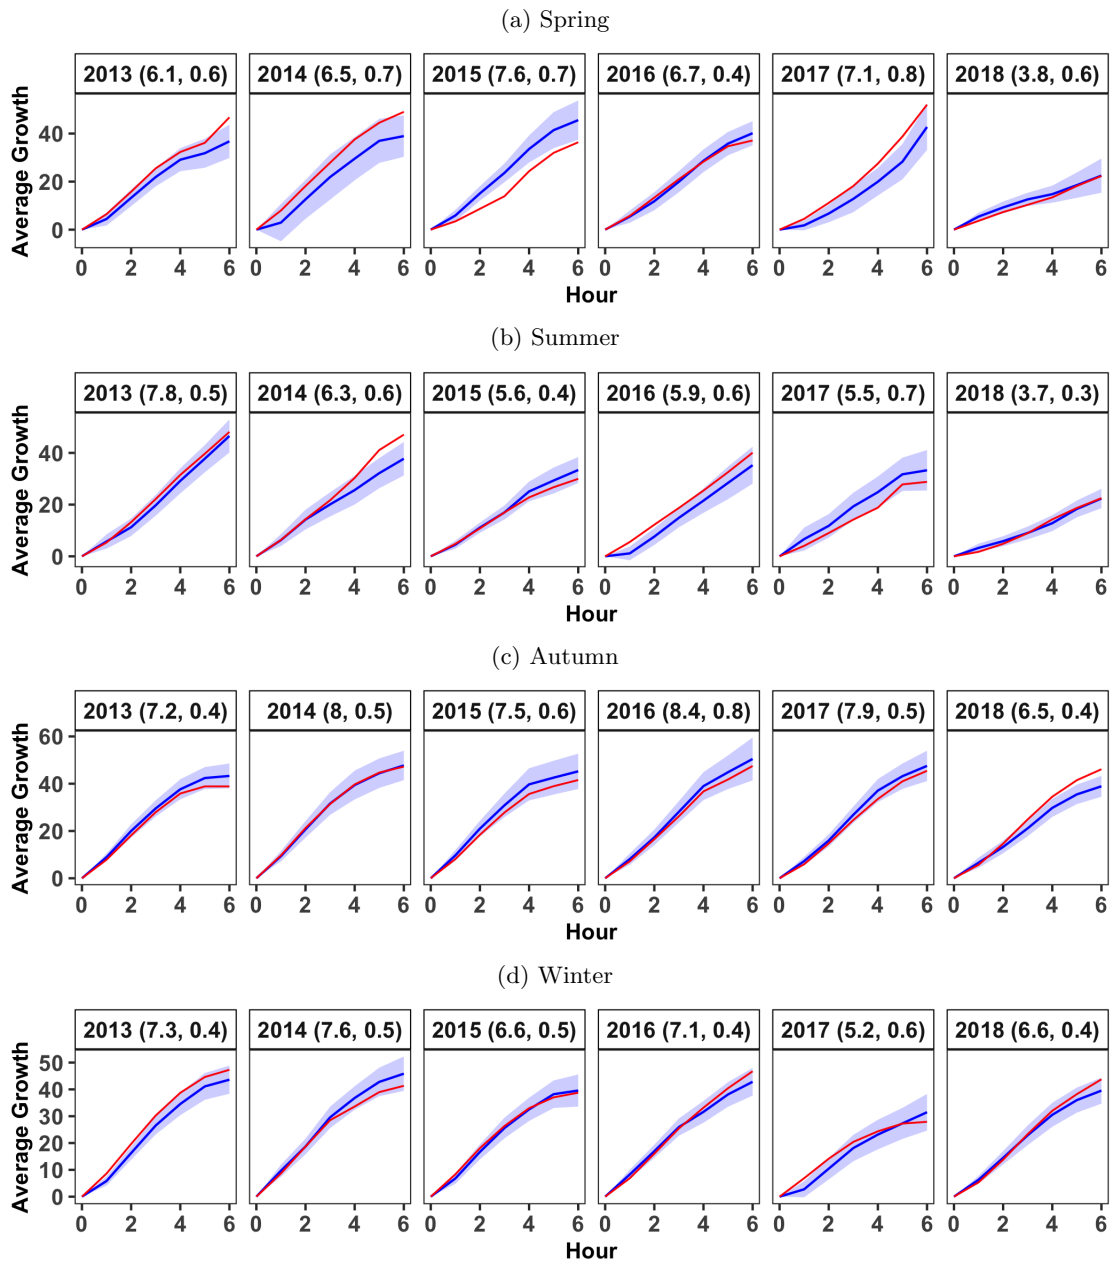 (a) Spring
2013 (6.1, 0.6) 2014 (6.5, 0.7) 2015 (7.6, 0.7) 2016 (6.7, 0.4) 2017 (7.1, 0.8) 2018 (3.8, 0.6)
Average Growth
40
20
0
0 2 4 6 0 2 4 6 0 2 4 6 0 2 4 6 0 2 4 6 0 2 4 6
Hour
(b) Summer
2013 (7.8, 0.5) 2014 (6.3, 0.6) 2015 (5.6, 0.4) 2016 (5.9, 0.6) 2017 (5.5, 0.7) 2018 (3.7, 0.3)
Average Growth
40
20
0
0 2 4 6 0 2 4 6 0 2 4 6 0 2 4 6 0 2 4 6 0 2 4 6
Hour
(c) Autumn
2013 (7.2, 0.4) 2014 (8, 0.5) 2015 (7.5, 0.6) 2016 (8.4, 0.8) 2017 (7.9, 0.5) 2018 (6.5, 0.4)
Average Growth
60
40
20
0
0 2 4 6 0 2 4 6 0 2 4 6 0 2 4 6 0 2 4 6 0 2 4 6
Hour
(d) Winter
2013 (7.3, 0.4) 2014 (7.6, 0.5) 2015 (6.6, 0.5) 2016 (7.1, 0.4) 2017 (5.2, 0.6) 2018 (6.6, 0.4)
Average Growth
50
40
30
20
10
0
0 2 4 6 0 2 4 6 0 2 4 6 0 2 4 6 0 2 4 6 0 2 4 6
Hour